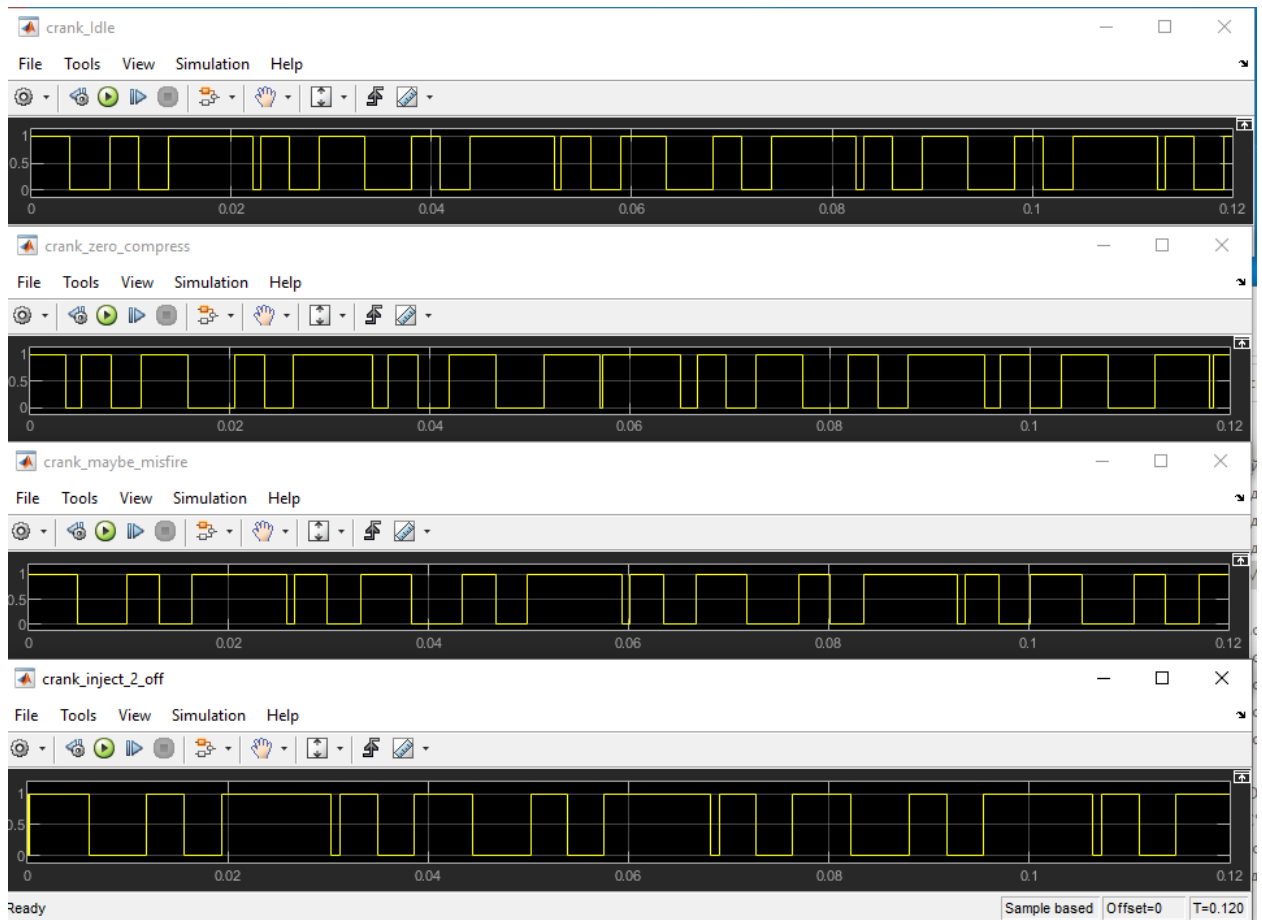 crank_Idle
File Tools View Simulation Help
1
0.5
0
0 0.02 0.04 0.06 0.08 0.1 0.12
crank_zero_compress
File Tools View Simulation Help
1
0.5
0
0 0.02 0.04 0.06 0.08 0.1 0.12
crank_maybe_misfire
File Tools View Simulation Help
1
0.5
0
0 0.02 0.04 0.06 0.08 0.1 0.12
crank_inject_2_off
File Tools View Simulation Help
1
0.5
0
0 0.02 0.04 0.06 0.08 0.1 0.12
Ready Sample based Offset=0 T=0.120